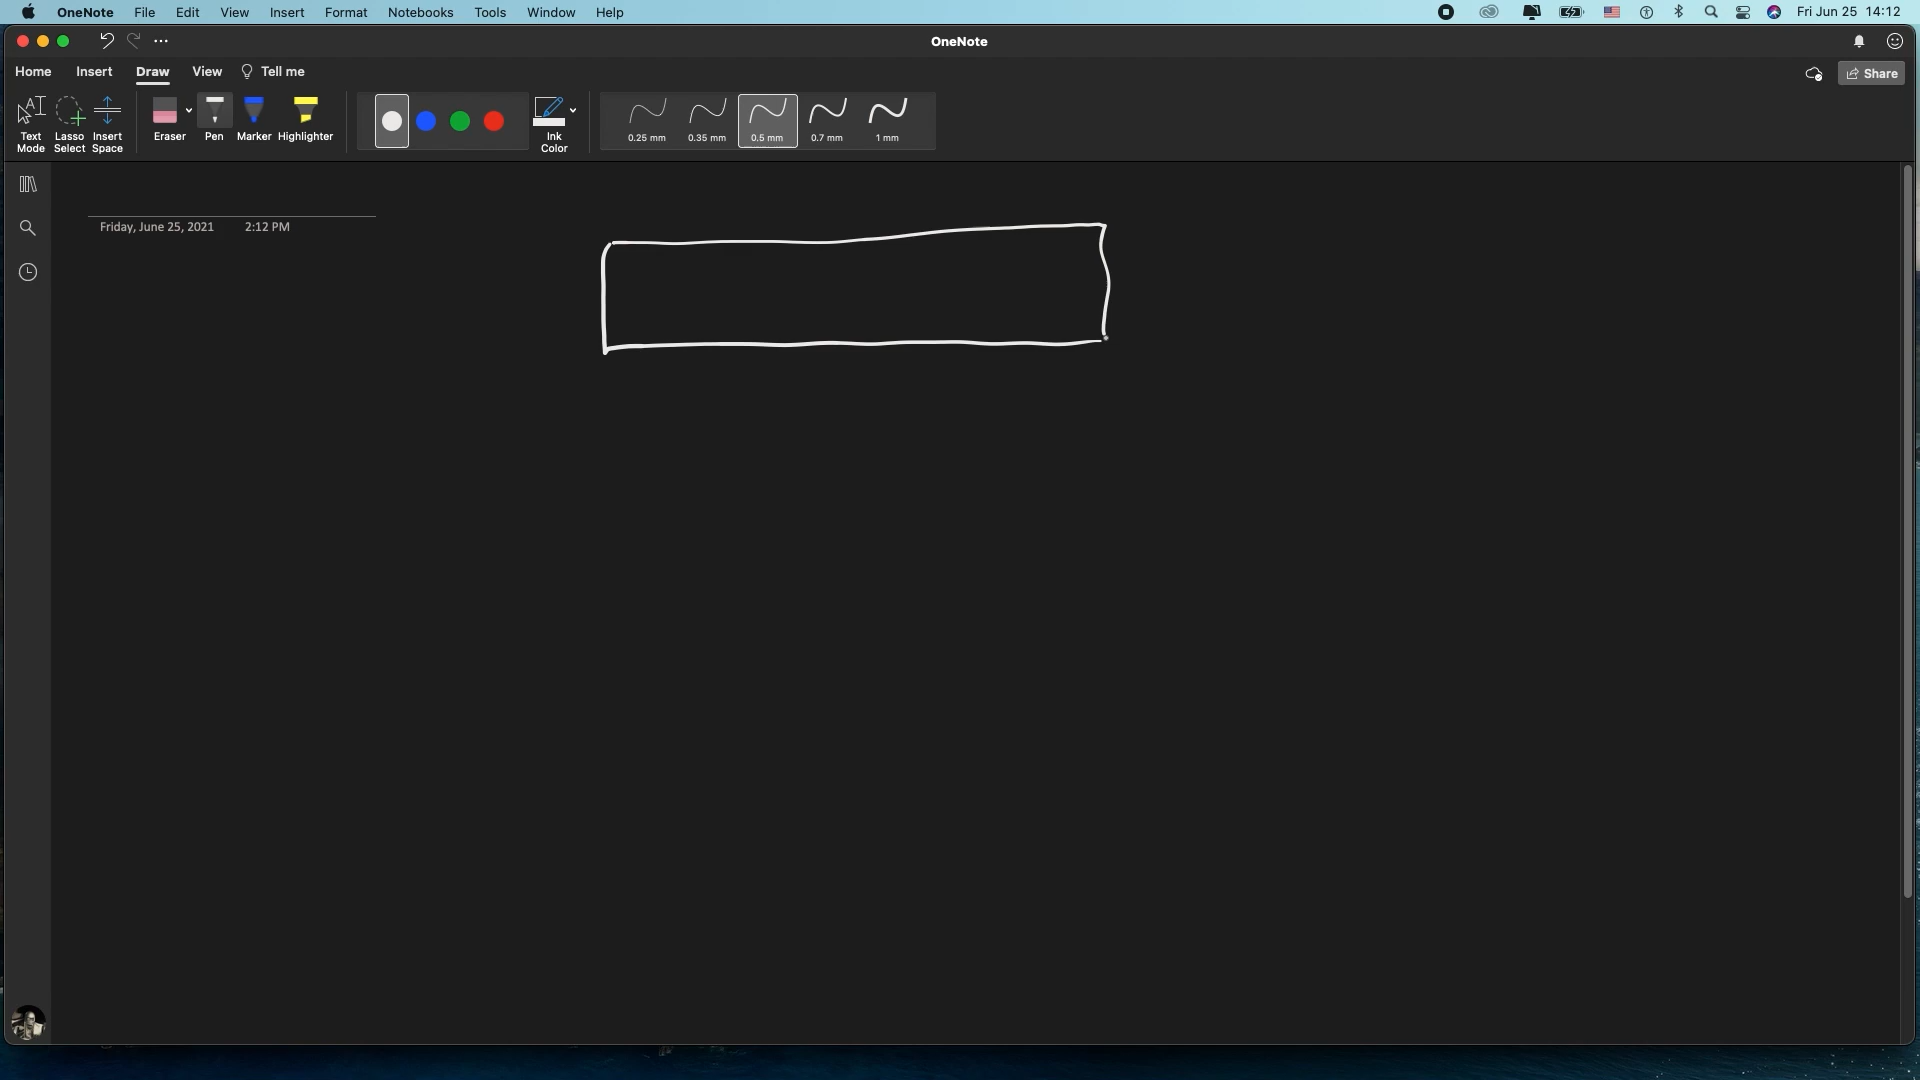 OneNote File Edit View Insert Format Notebooks Tools Window Help Fri Jun 25 14:12
OneNote
Home Insert Draw View Tell me Share
Text Mode Lasso Select Insert Space Eraser Pen Marker Highlighter Ink Color 0.25 mm 0.35 mm 0.5 mm 0.7 mm 1 mm
Friday, June 25, 2021 2:12 PM